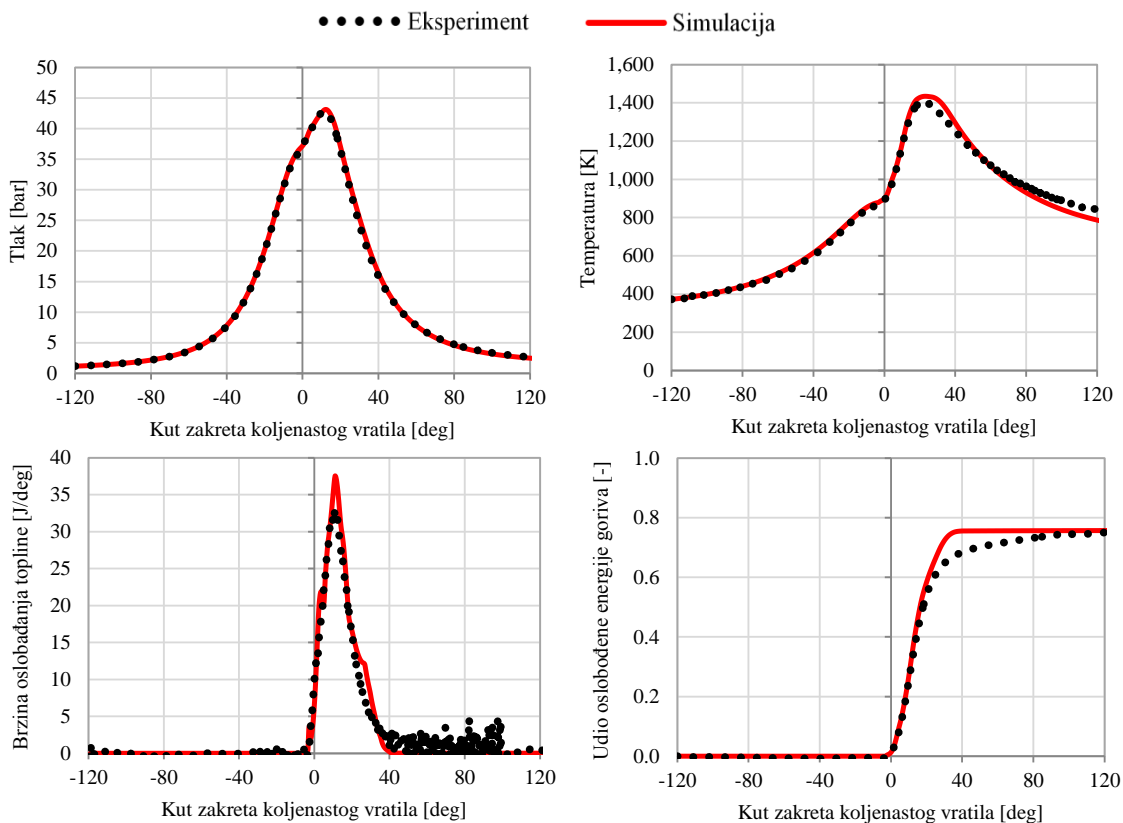 Eksperiment Simulacija
50
45
40
35
30
25
20
15
10
5
0
Tlak [bar]
-120 -80 -40 0 40 80 120
Kut zakreta koljenastog vratila [deg]
1,600
1,400
1,200
1,000
800
600
400
200
0
Temperatura [K]
-120 -80 -40 0 40 80 120
Kut zakreta koljenastog vratila [deg]
40
35
30
25
20
15
10
5
0
Brzina oslobađanja topline [J/deg]
-120 -80 -40 0 40 80 120
Kut zakreta koljenastog vratila [deg]
1.0
0.8
0.6
0.4
0.2
0.0
Udio oslobođene energije goriva [-]
-120 -80 -40 0 40 80 120
Kut zakreta koljenastog vratila [deg]